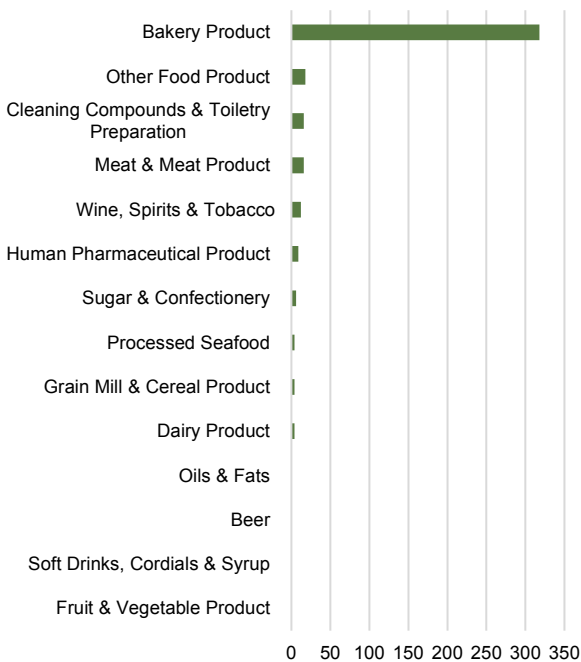 Bakery Product
Other Food Product
Cleaning Compounds & Toiletry
Preparation
Meat & Meat Product
Wine, Spirits & Tobacco
Human Pharmaceutical Product
Sugar & Confectionery
Processed Seafood
Grain Mill & Cereal Product
Dairy Product
Oils & Fats
Beer
Soft Drinks, Cordials & Syrup
Fruit & Vegetable Product
0 50 100 150 200 250 300 350